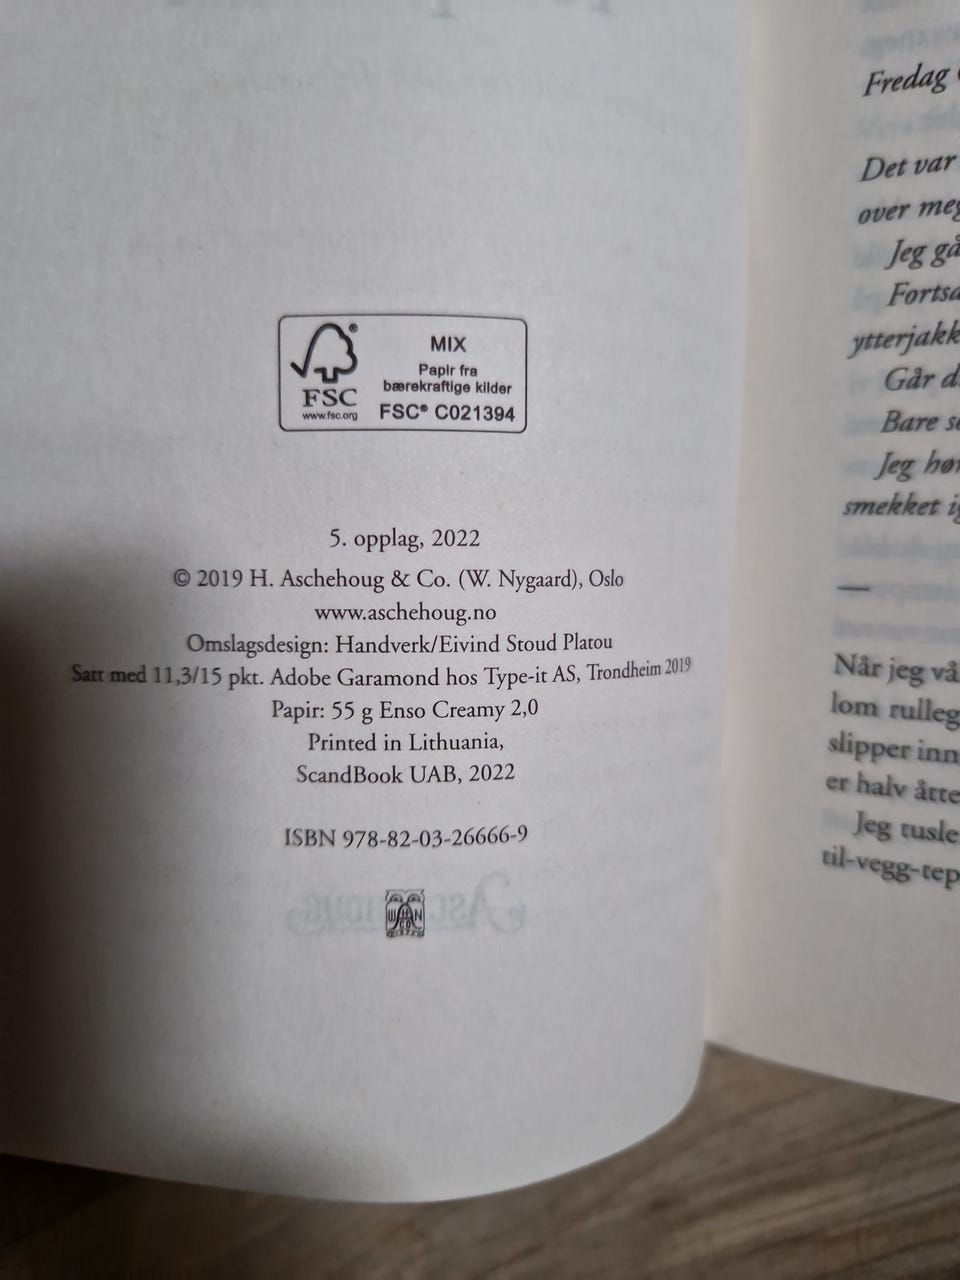 MIX
Papir fra
bærekraftige kilder
FSC® C021394
FSC
www.fsc.org
5. opplag, 2022
© 2019 H. Aschehoug & Co. (W. Nygaard), Oslo
www.aschehoug.no
Omslagsdesign: Handverk/Eivind Stoud Platou
Satt med 11,3/15 pkt. Adobe Garamond hos Type-it AS, Trondheim 2019
Papir: 55 g Enso Creamy 2,0
Printed in Lithuania,
ScandBook UAB, 2022
ISBN 978-82-03-26666-9
Fredag
Det var
over meg
Jeg gå
Fortsa
ytterjakk
Går d
Bare s
Jeg hør
smekket ig
—
Når jeg vå
lom rulleg
slipper inn
er halv åtte
Jeg tusle
til-vegg-tep